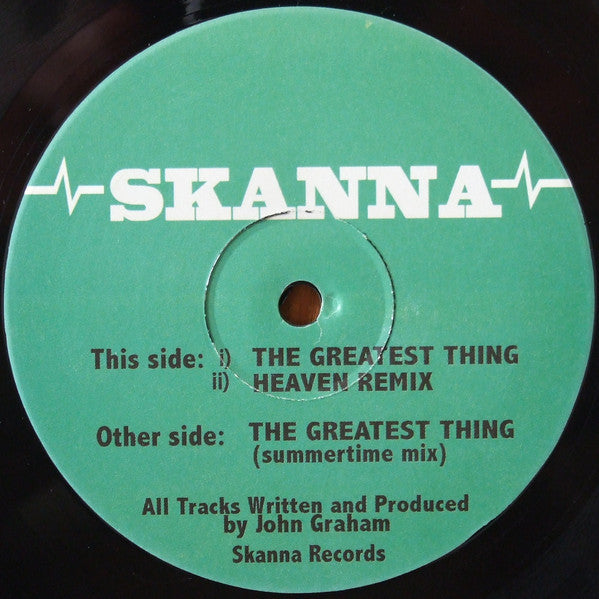 SKANNA
This side: i) THE GREATEST THING
ii) HEAVEN REMIX
Other side: THE GREATEST THING
(summertime mix)
All Tracks Written and Produced
by John Graham
Skanna Records